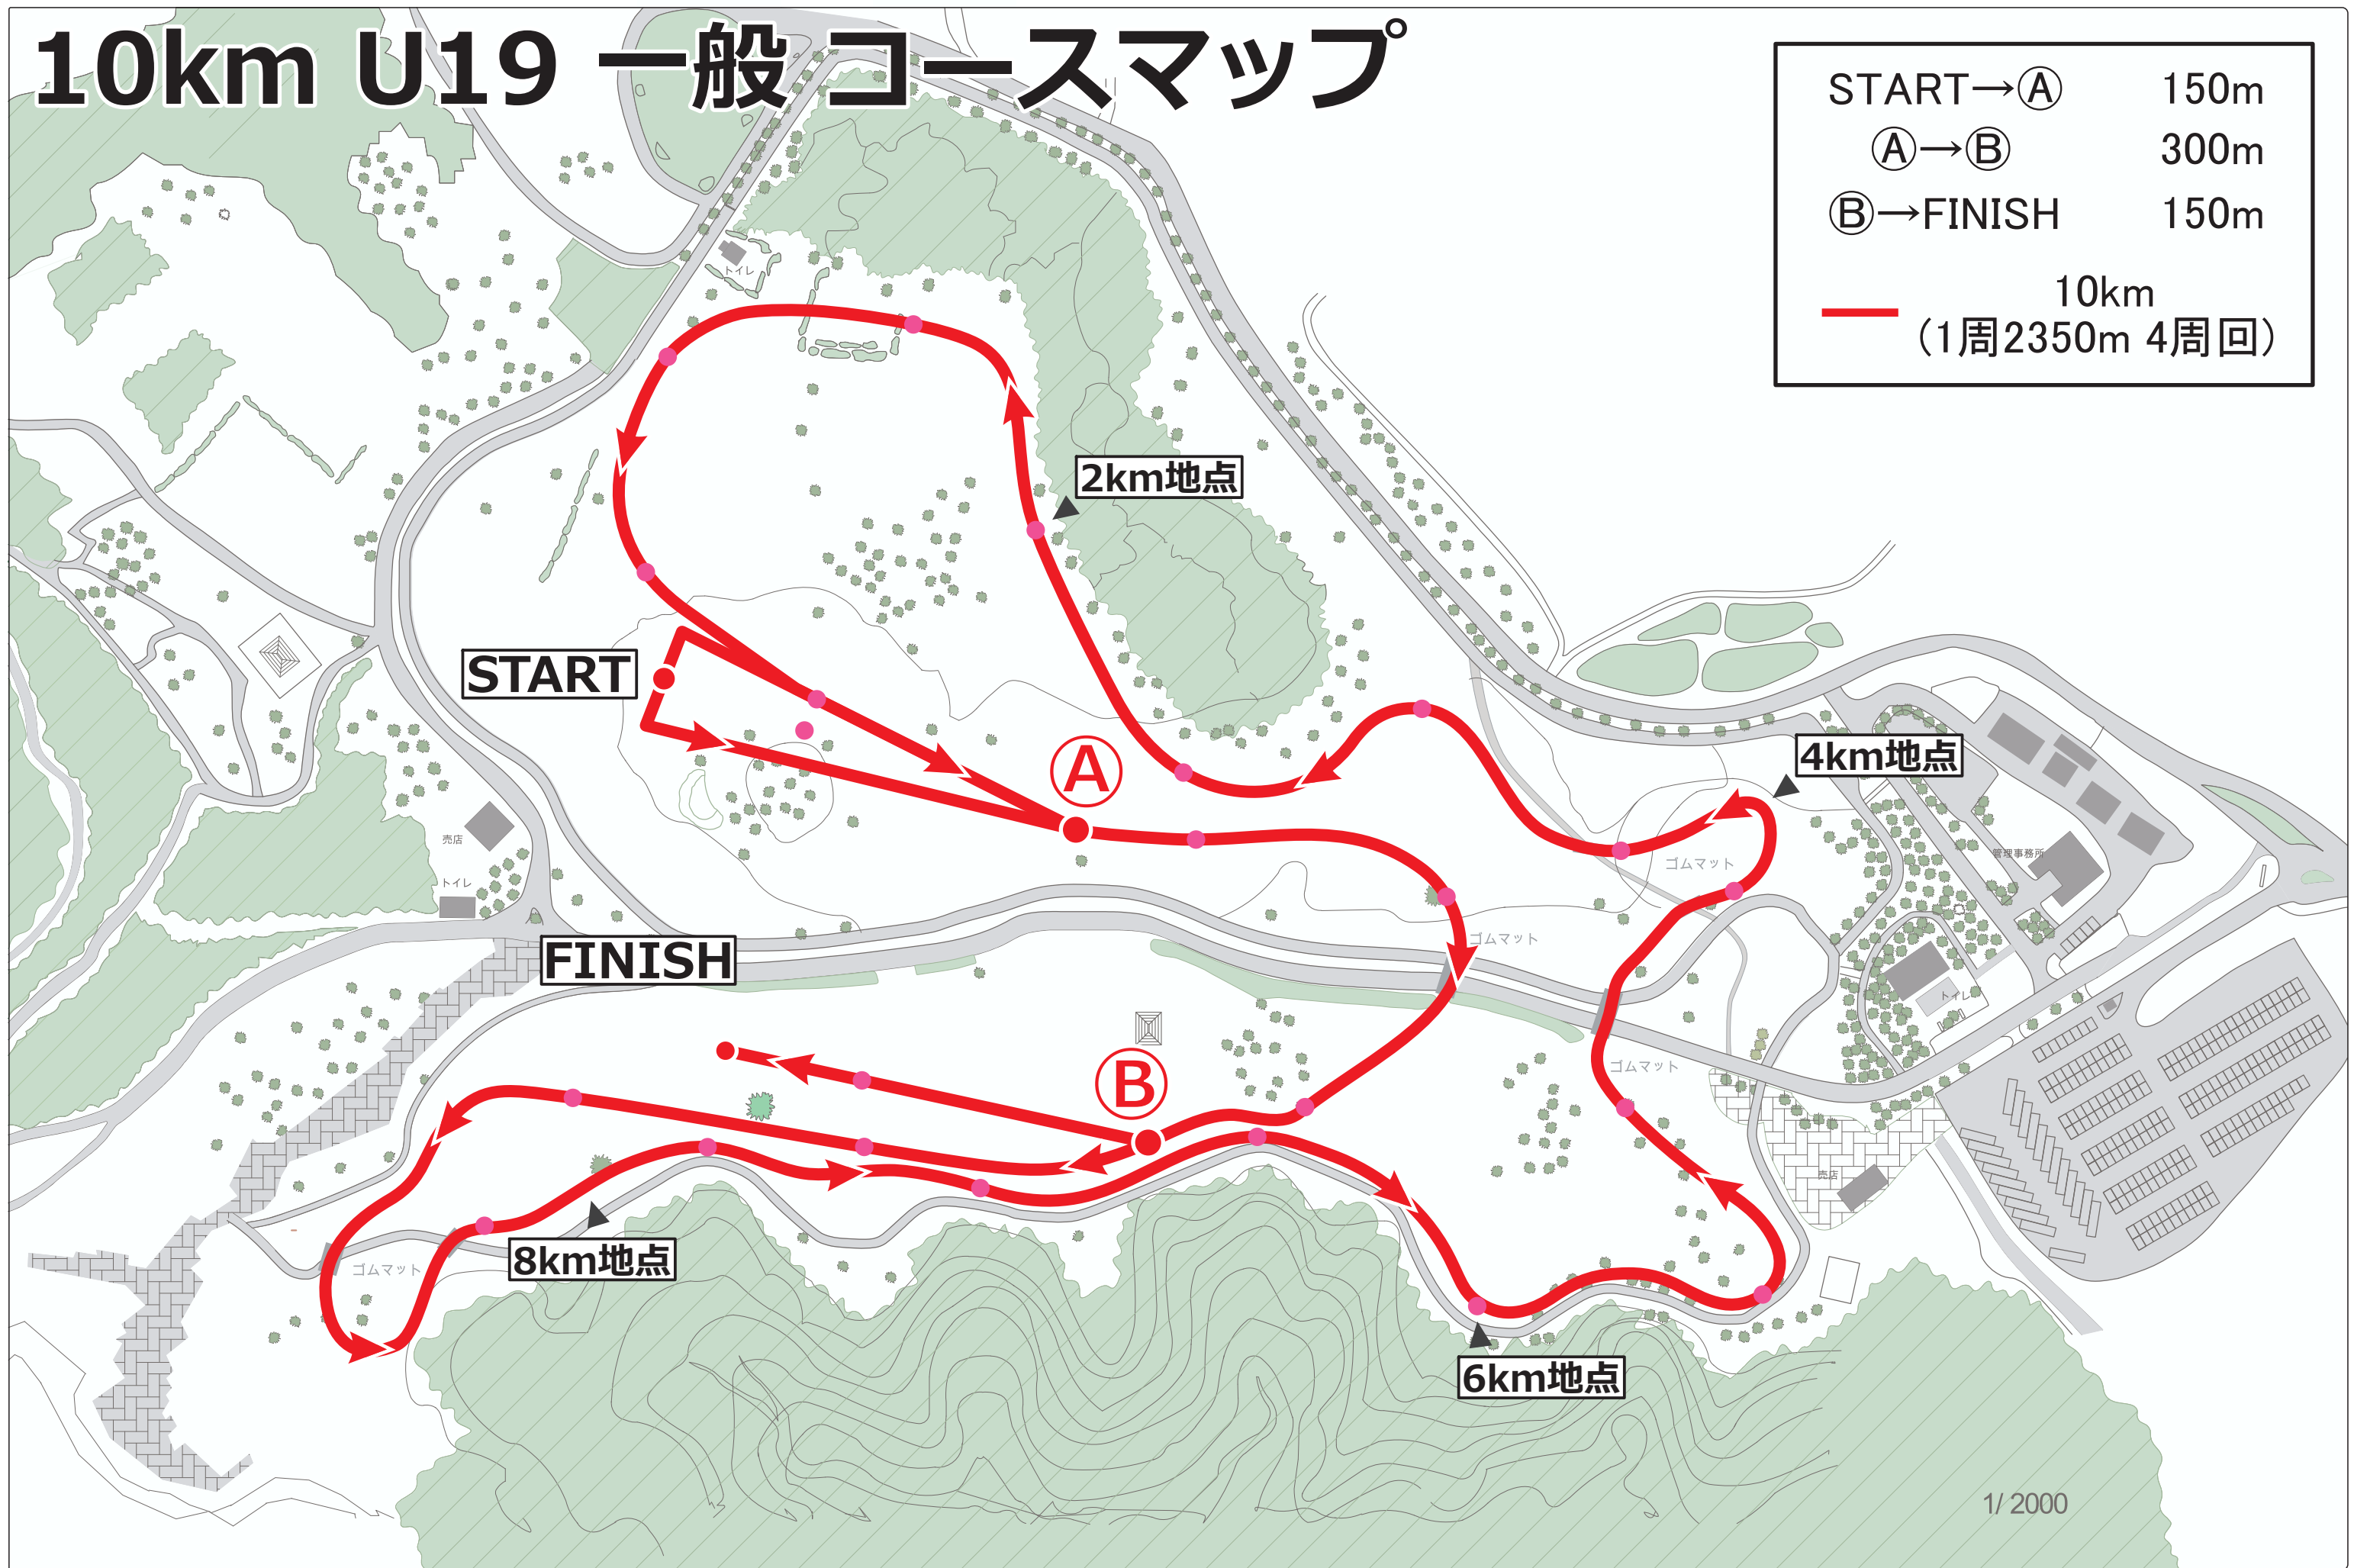 10km U19 一般 コースマップ
START→Ⓐ 150m
Ⓐ→Ⓑ 300m
Ⓑ→FINISH 150m
10km
(1周2350m 4周回)
トイレ
2km地点
START
Ⓐ
4km地点
売店
管理事務所
ゴムマット
トイレ
FINISH
ゴムマット
トイレ
ゴムマット
Ⓑ
売店
8km地点
ゴムマット
6km地点
1/ 2000